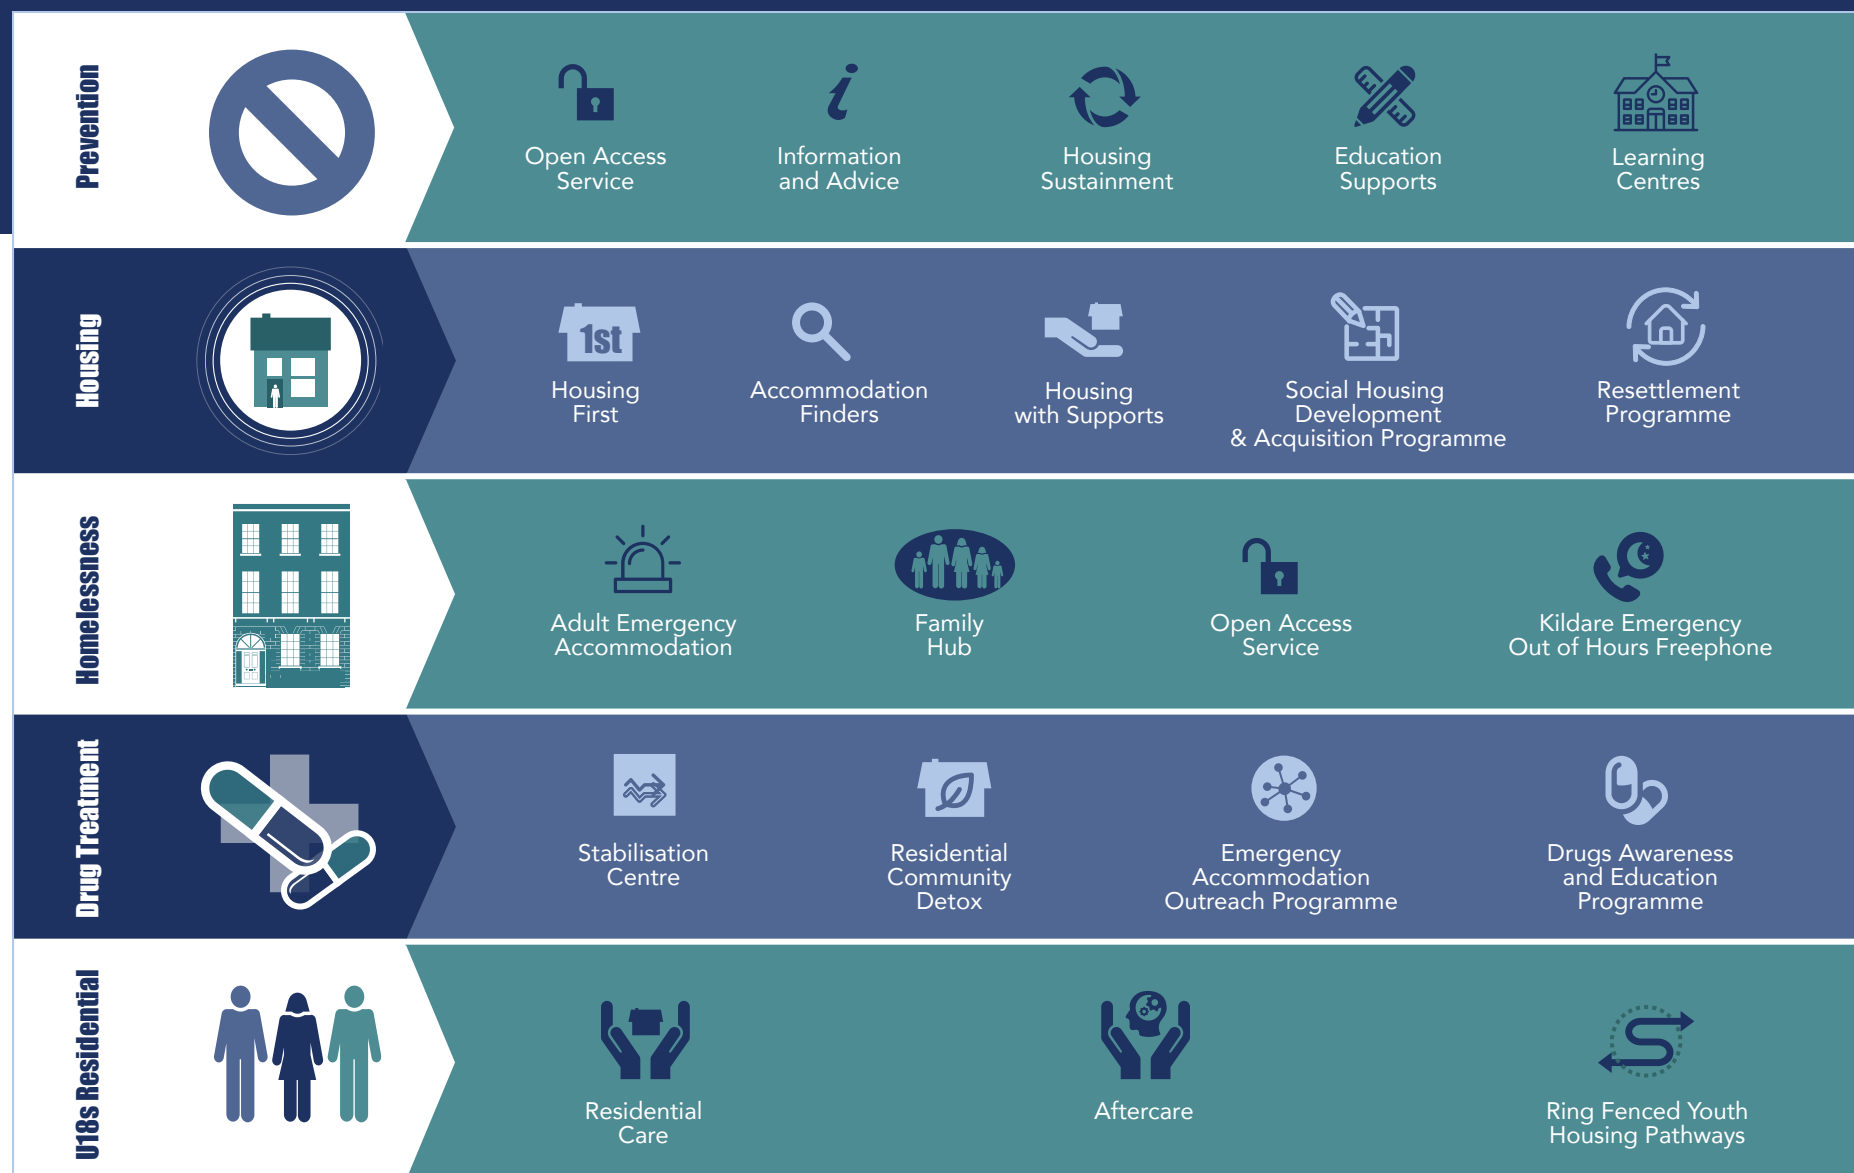 Prevention
Open Access
Service
Information
and Advice
Housing
Sustainment
Education
Supports
Learning
Centres
Housing
1st
Housing
First
Accommodation
Finders
Housing
with Supports
Social Housing
Development
& Acquisition Programme
Resettlement
Programme
Homelessness
Adult Emergency
Accommodation
Family
Hub
Open Access
Service
Kildare Emergency
Out of Hours Freephone
Drug Treatment
Stabilisation
Centre
Residential
Community
Detox
Emergency
Accommodation
Outreach Programme
Drugs Awareness
and Education
Programme
U18s Residential
Residential
Care
Aftercare
Ring Fenced Youth
Housing Pathways